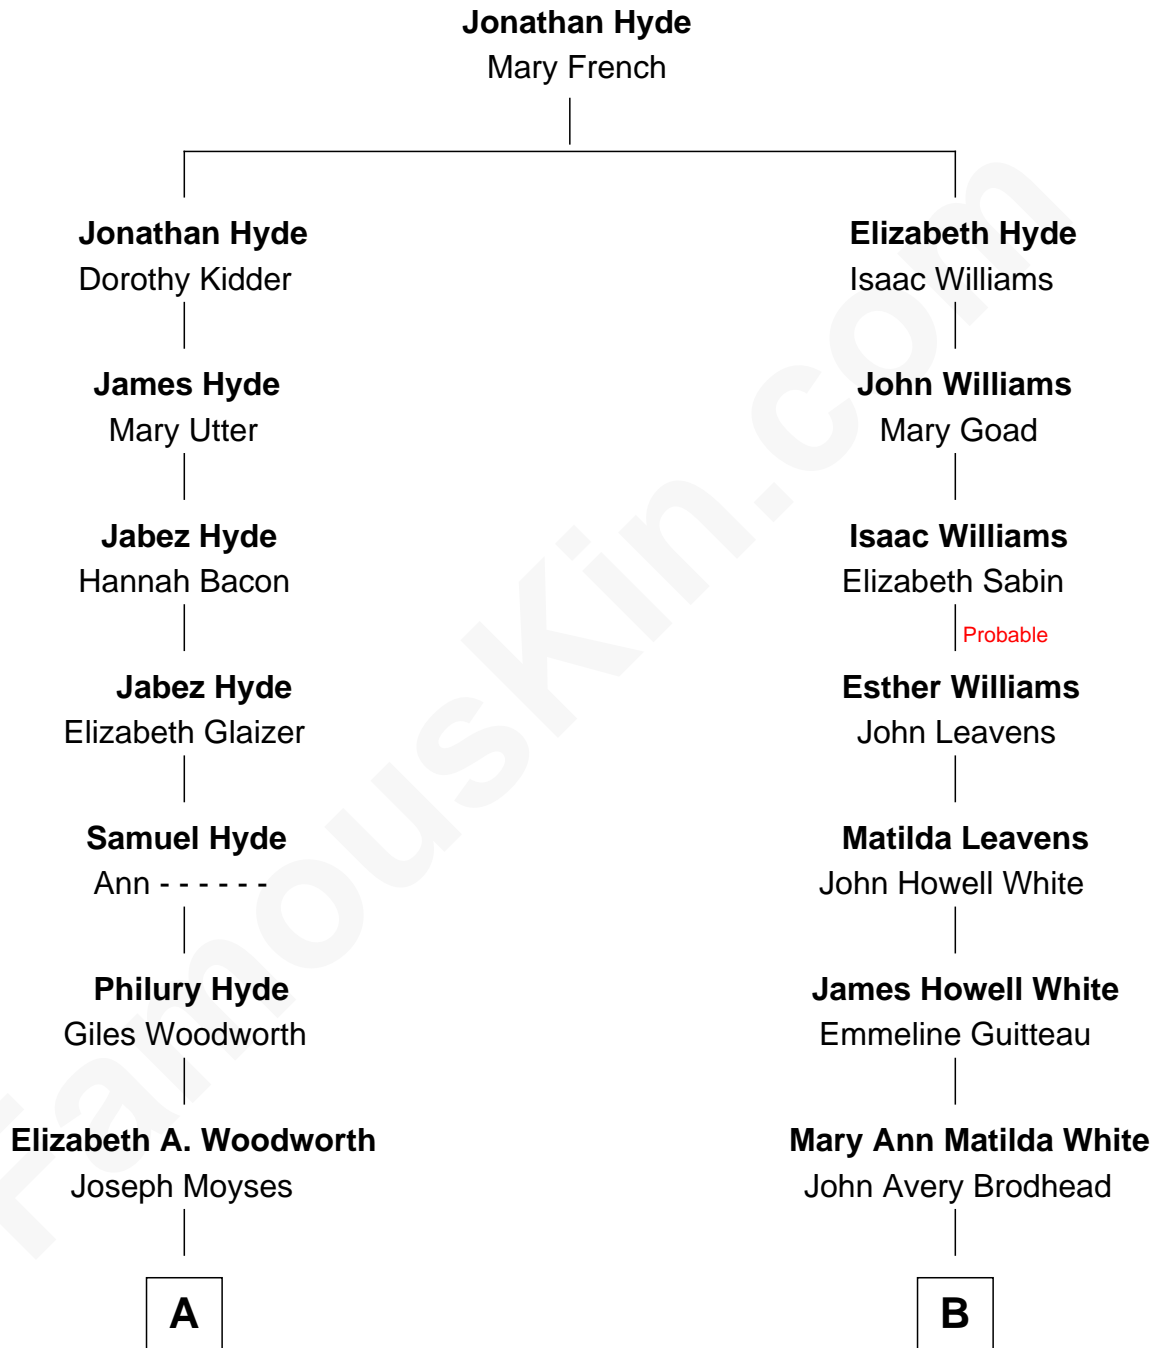 Jonathan Hyde
Mary French
Jonathan Hyde
Dorothy Kidder
Elizabeth Hyde
Isaac Williams
James Hyde
Mary Utter
John Williams
Mary Goad
Jabez Hyde
Hannah Bacon
Isaac Williams
Elizabeth Sabin
Probable
Jabez Hyde
Elizabeth Glaizer
Esther Williams
John Leavens
Samuel Hyde
Ann - - - - - -
Matilda Leavens
John Howell White
Philury Hyde
Giles Woodworth
James Howell White
Emmeline Guitteau
Elizabeth A. Woodworth
Joseph Moyses
Mary Ann Matilda White
John Avery Brodhead
A
B
FamousKin.com